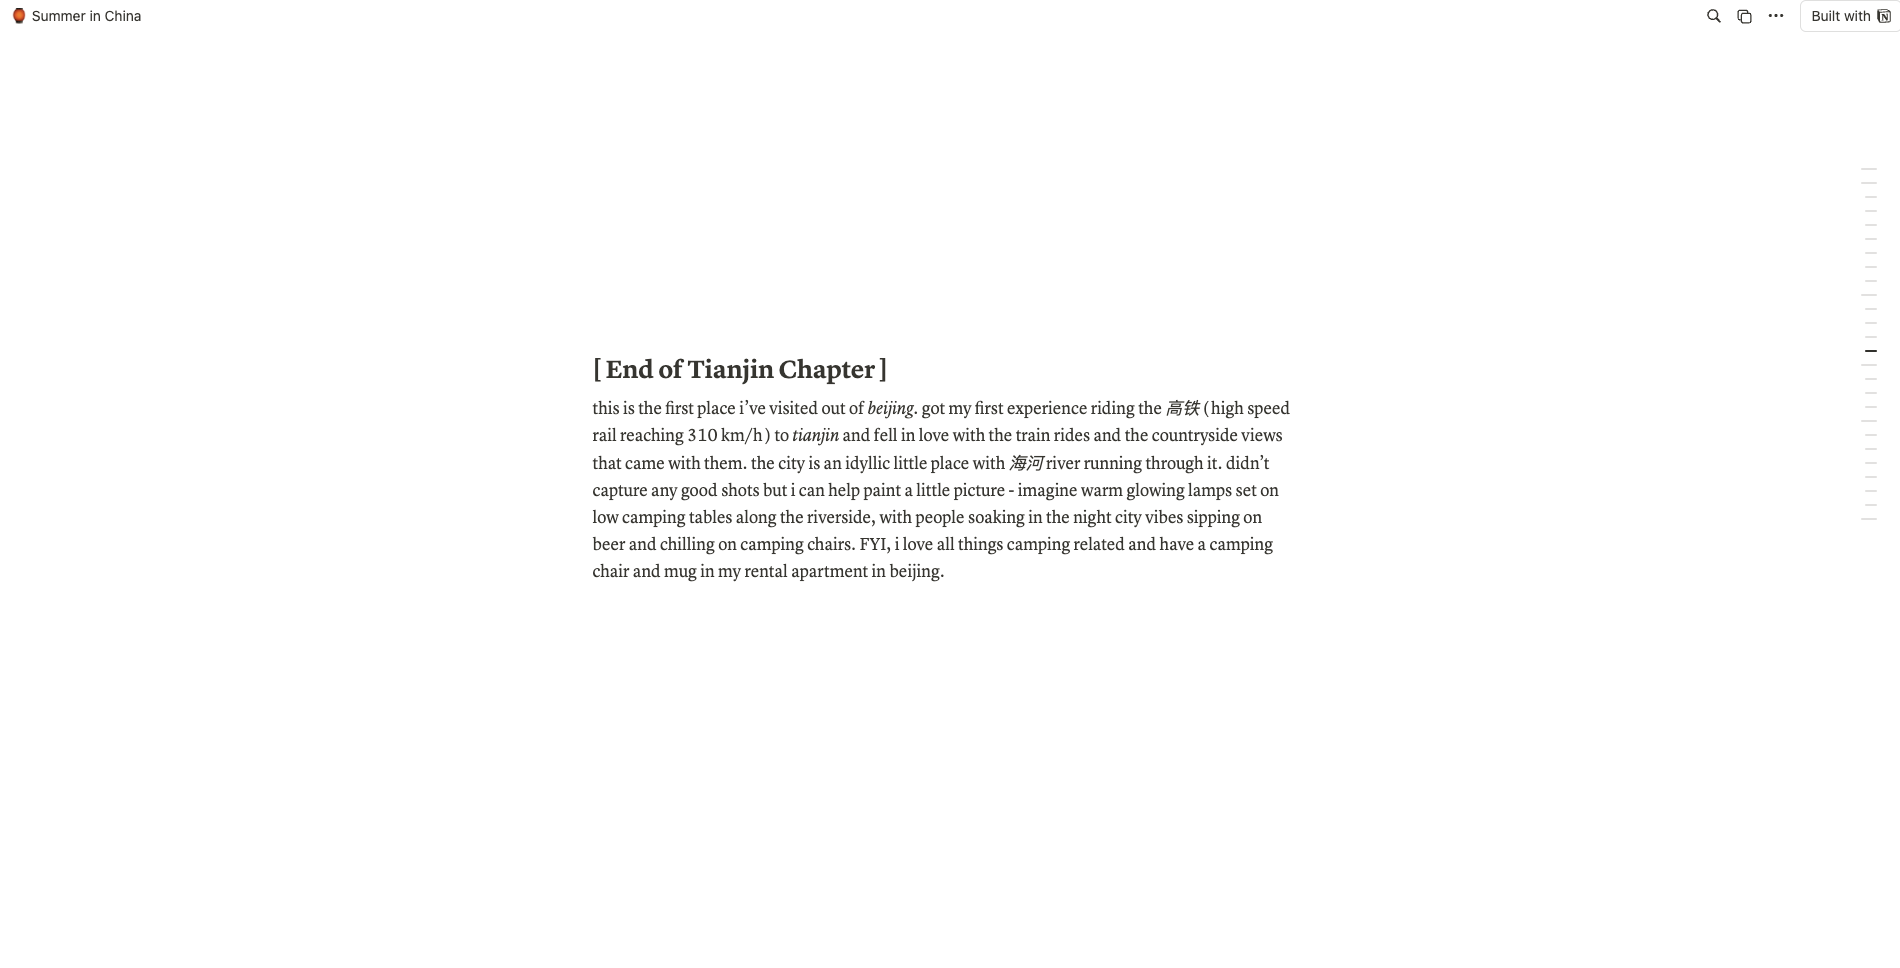 Summer in China
Built with
[ End of Tianjin Chapter ]
this is the first place i’ve visited out of beijing. got my first experience riding the 高铁 (high speed
rail reaching 310 km/h) to tianjin and fell in love with the train rides and the countryside views
that came with them. the city is an idyllic little place with 海河 river running through it. didn’t
capture any good shots but i can help paint a little picture - imagine warm glowing lamps set on
low camping tables along the riverside, with people soaking in the night city vibes sipping on
beer and chilling on camping chairs. FYI, i love all things camping related and have a camping
chair and mug in my rental apartment in beijing.